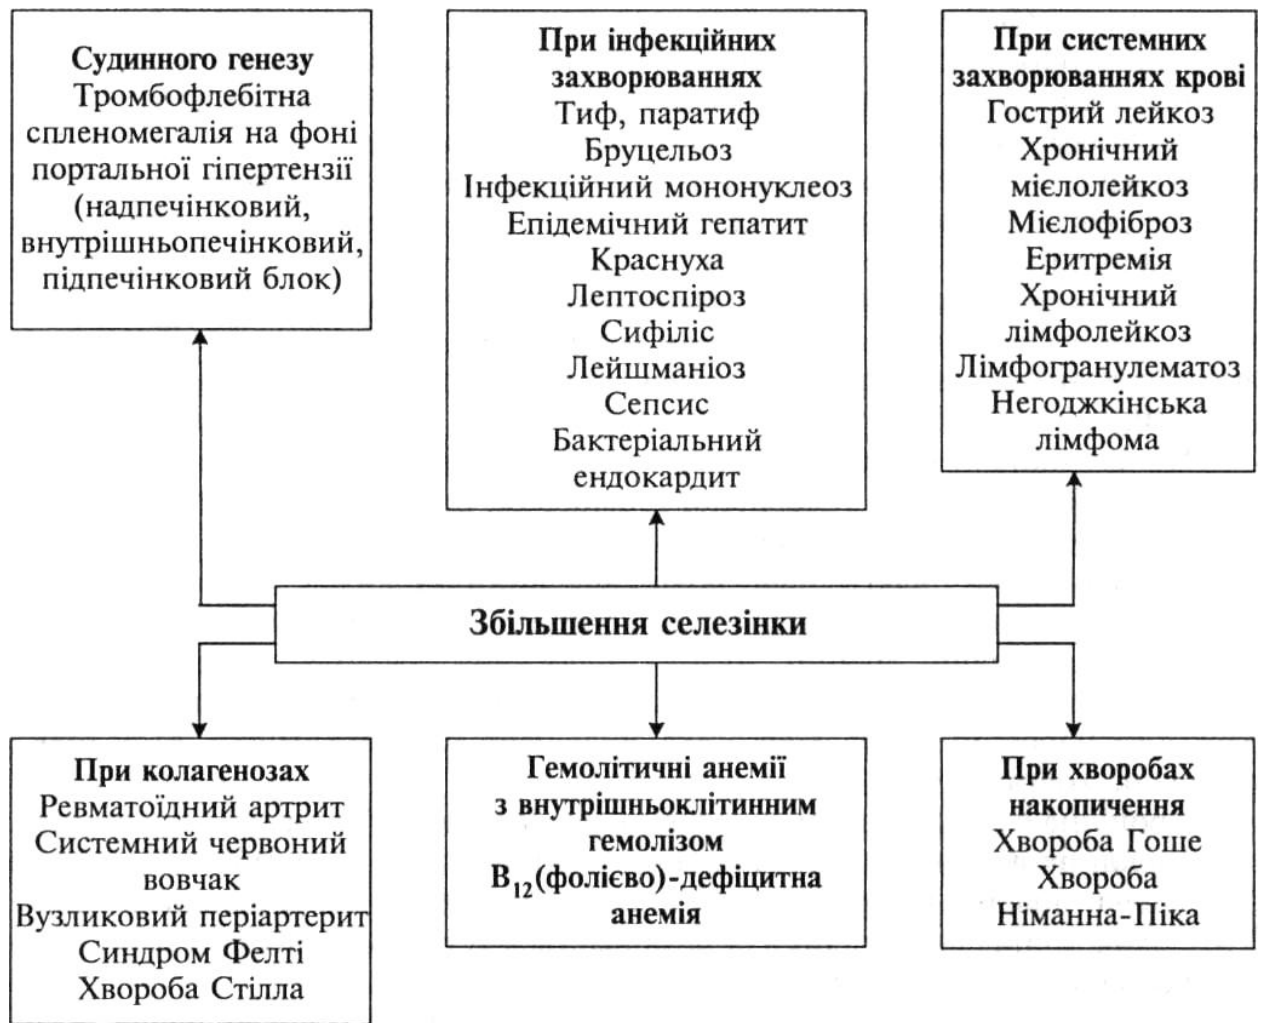 Судинного генезу
Тромбофлебітна
спленомегалія на фоні
портальної гіпертензії
(надпечінковий,
внутрішньопечінковий,
підпечінковий блок)
При інфекційних
захворюваннях
Тиф, паратиф
Бруцельоз
Інфекційний мононуклеоз
Епідемічний гепатит
Краснуха
Лептоспіроз
Сифіліс
Лейшманіоз
Сепсис
Бактеріальний
ендокардит
При системних
захворюваннях крові
Гострий лейкоз
Хронічний
мієлолейкоз
Мієлофіброз
Еритремія
Хронічний
лімфолейкоз
Лімфогранулематоз
Негоджкінська
лімфома
Збільшення селезінки
При колагенозах
Ревматоїдний артрит
Системний червоний
вовчак
Вузликовий періартерит
Синдром Фелті
Хвороба Стілла
Гемолітичні анемії
з внутрішньоклітинним
гемолізом
В₁₂(фолієво)-дефіцитна
анемія
При хворобах
накопичення
Хвороба Гоше
Хвороба
Німанна-Піка